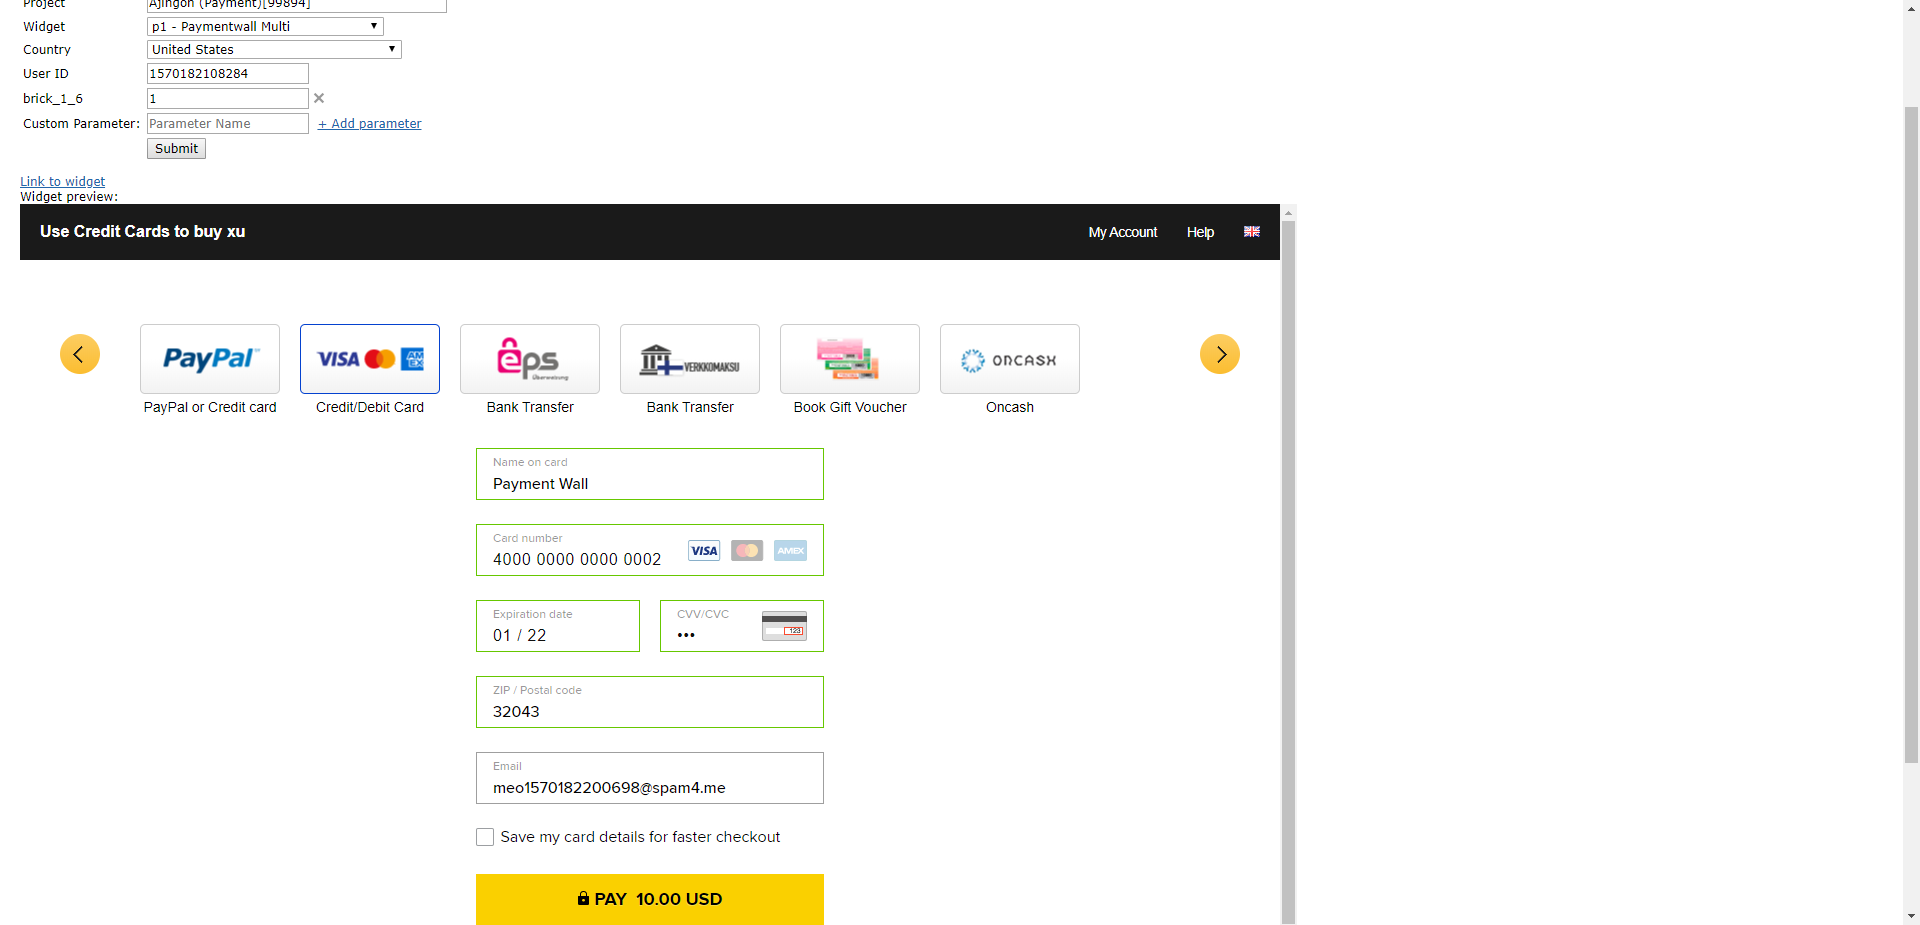 Project Ajingon (Payment)[99894]
Widget p1 - Paymentwall Multi
Country United States
User ID 1570182108284
brick_1_6 1
Custom Parameter: Parameter Name + Add parameter
Submit
Link to widget
Widget preview:
Use Credit Cards to buy xu My Account Help
PayPal VISA AMEX eps Überweisung VERKKOMAKSU ONCASH
PayPal or Credit card Credit/Debit Card Bank Transfer Bank Transfer Book Gift Voucher Oncash
Name on card
Payment Wall
Card number
4000 0000 0000 0002 VISA AMEX
Expiration date CVV/CVC
01 / 22 ••• 123
ZIP / Postal code
32043
Email
meo1570182200698@spam4.me
Save my card details for faster checkout
PAY 10.00 USD